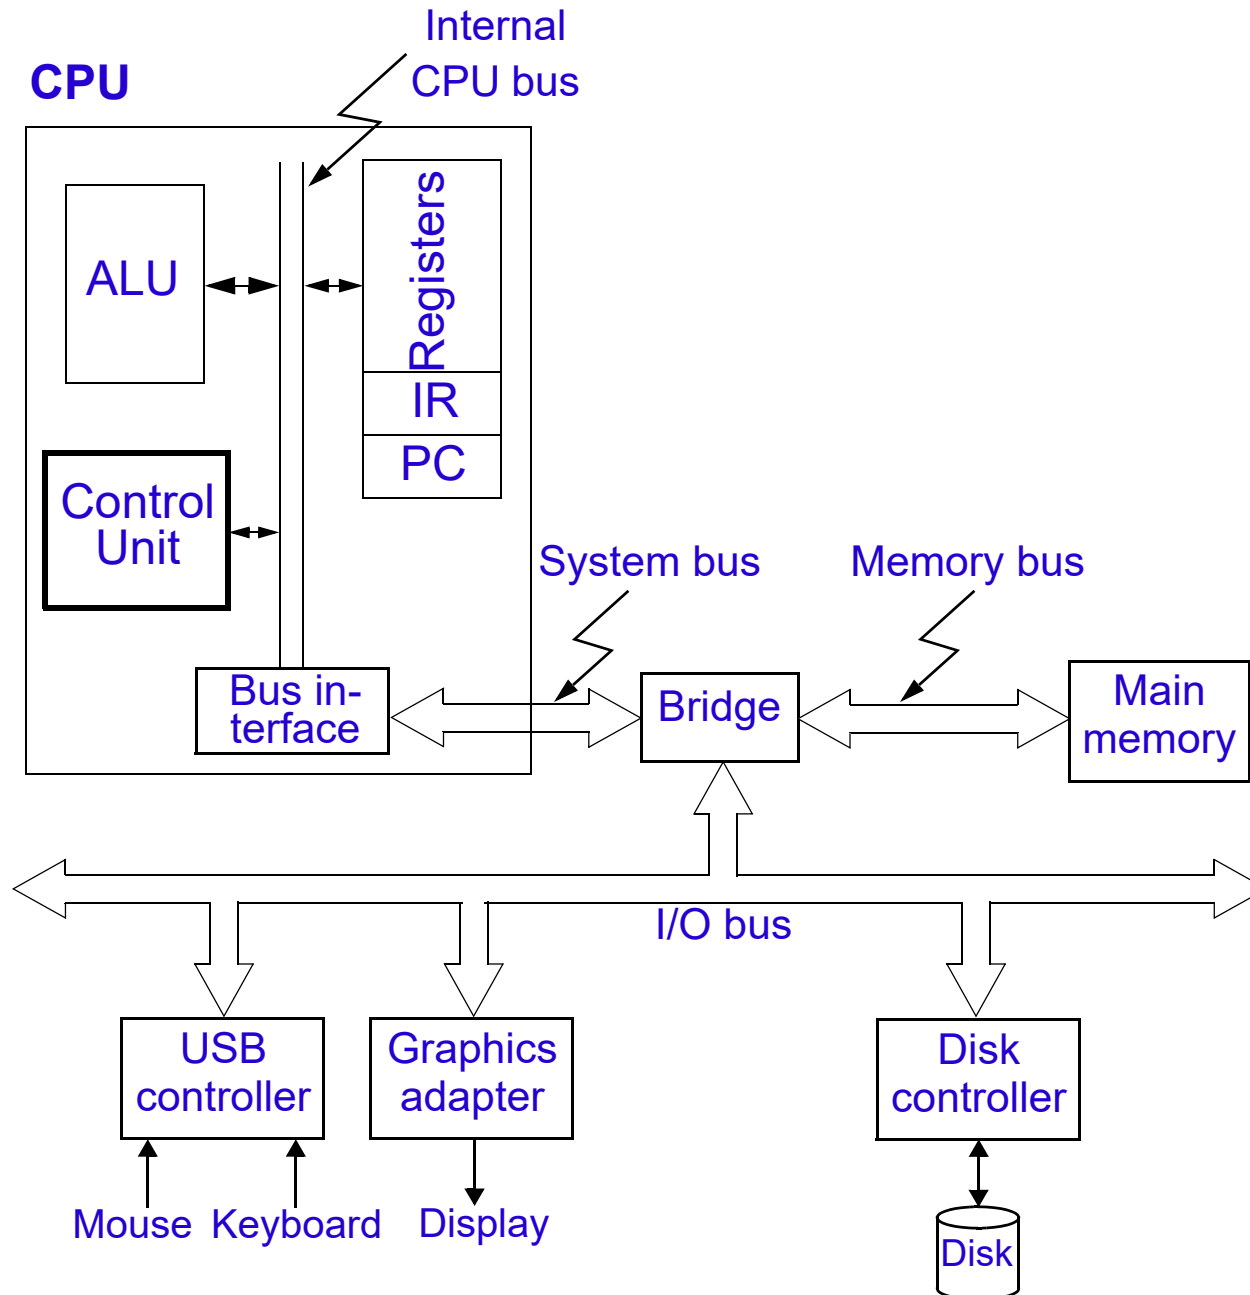 Internal
CPU bus
CPU
ALU
Registers
IR
PC
Control
Unit
System bus
Memory bus
Bus in-
terface
Bridge
Main
memory
I/O bus
USB
controller
Graphics
adapter
Disk
controller
Mouse
Keyboard
Display
Disk